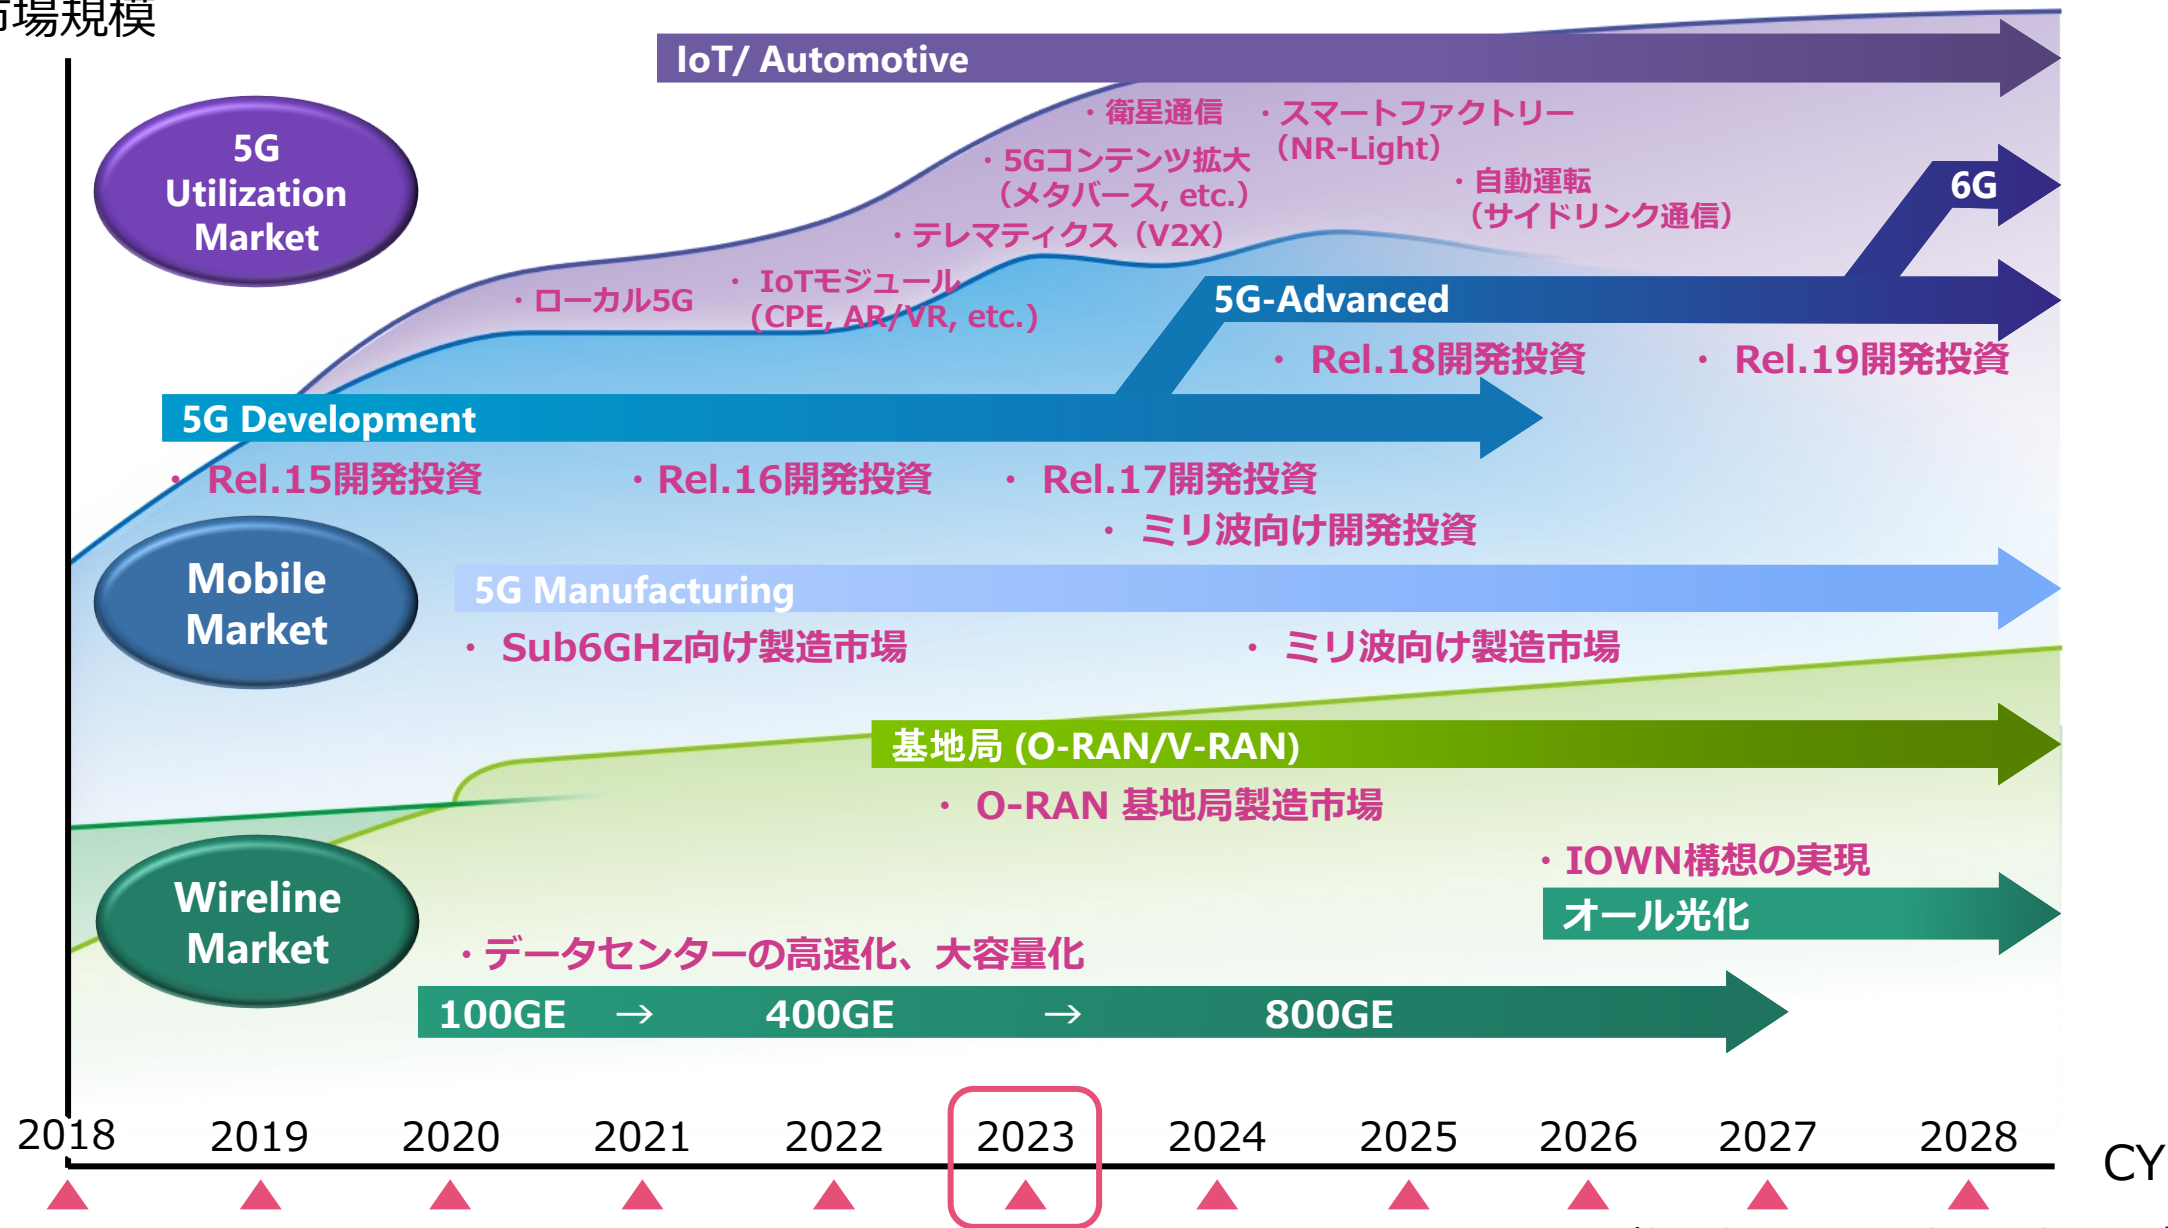 市場規模
IoT/ Automotive
5G
Utilization
Market
・衛星通信
・スマートファクトリー
（NR-Light）
・5Gコンテンツ拡大
（メタバース, etc.）
・自動運転
（サイドリンク通信）
6G
・テレマティクス（V2X）
・ローカル5G
・ IoTモジュール
(CPE, AR/VR, etc.)
5G-Advanced
・ Rel.18開発投資
・ Rel.19開発投資
5G Development
・ Rel.15開発投資
・Rel.16開発投資
・ Rel.17開発投資
・ ミリ波向け開発投資
Mobile
Market
5G Manufacturing
・ Sub6GHz向け製造市場
・ ミリ波向け製造市場
基地局 (O-RAN/V-RAN)
・ O-RAN 基地局製造市場
Wireline
Market
・IOWN構想の実現
オール光化
・データセンターの高速化、大容量化
100GE → 400GE → 800GE
2018 2019 2020 2021 2022 2023 2024 2025 2026 2027 2028
CY